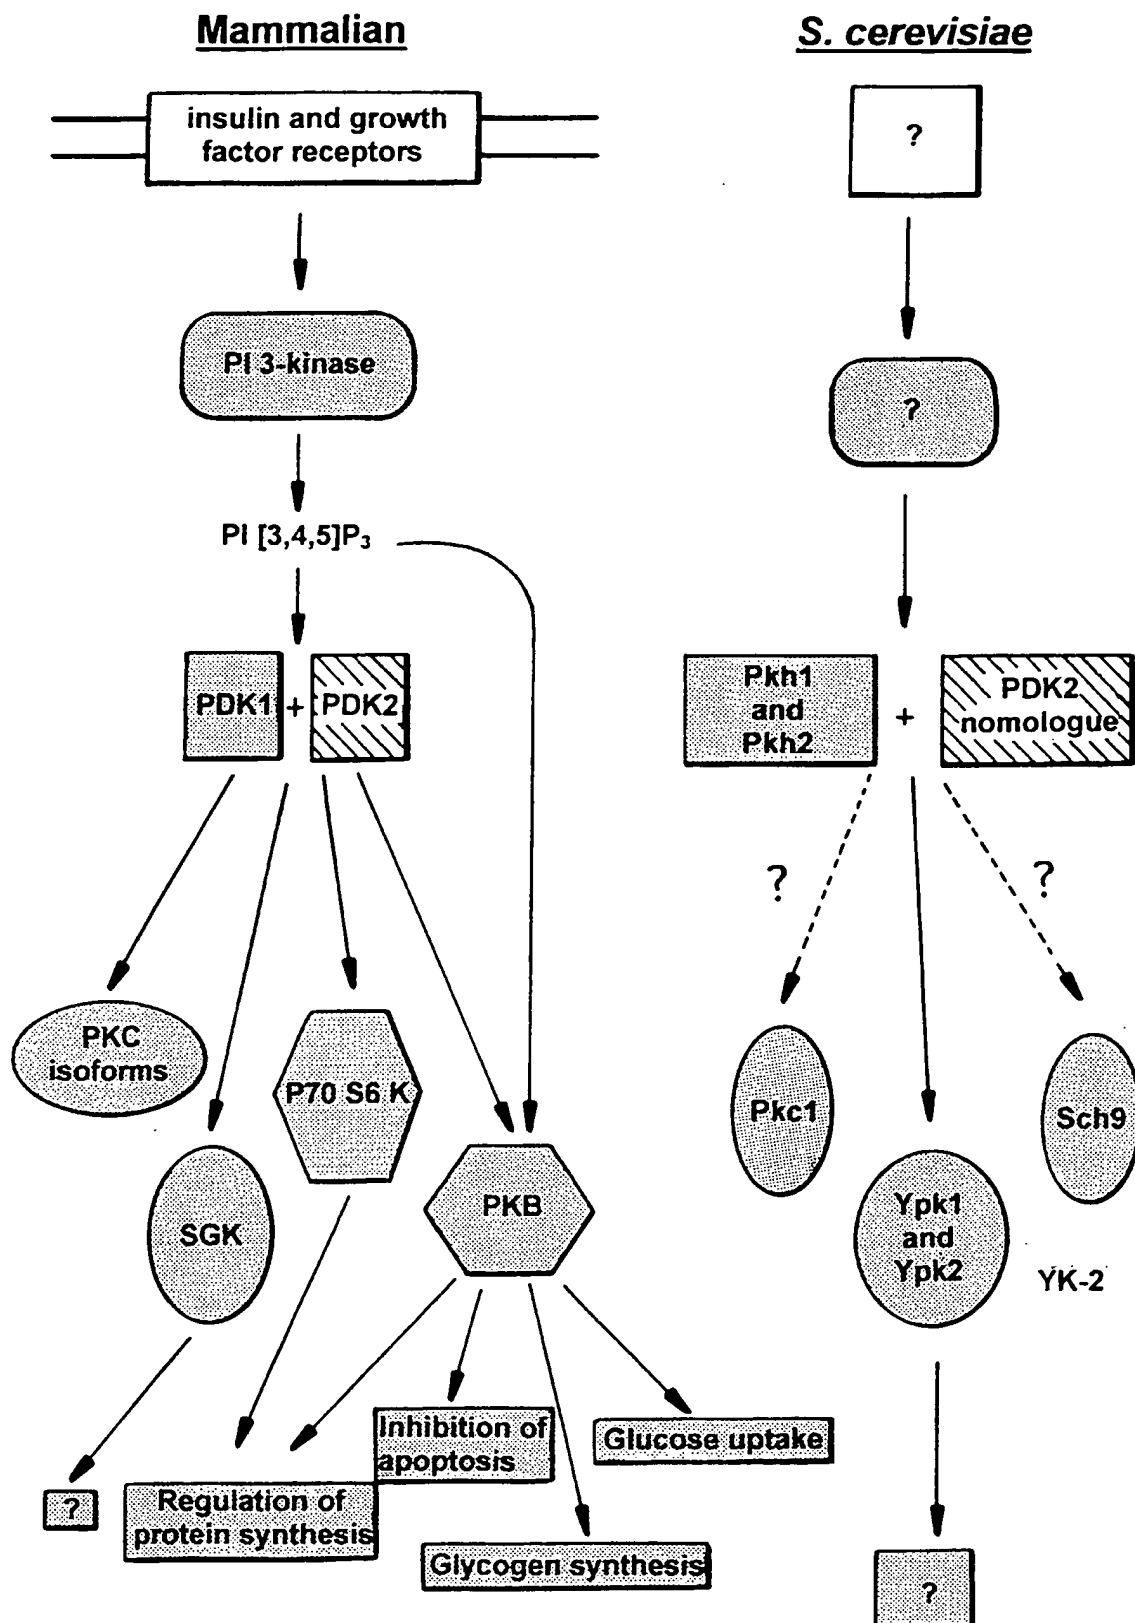 Mammalian
insulin and growth
factor receptors
PI 3-kinase
PI [3,4,5]P₃
PDK1
+
PDK2
PKC
isoforms
P70 S6 K
SGK
PKB
Inhibition of
apoptosis
Glucose uptake
?
Regulation of
protein synthesis
Glycogen synthesis
S. cerevisiae
?
?
Pkh1
and
Pkh2
+
PDK2
nomologue
?
?
Pkc1
Sch9
Ypk1
and
Ypk2
YK-2
?